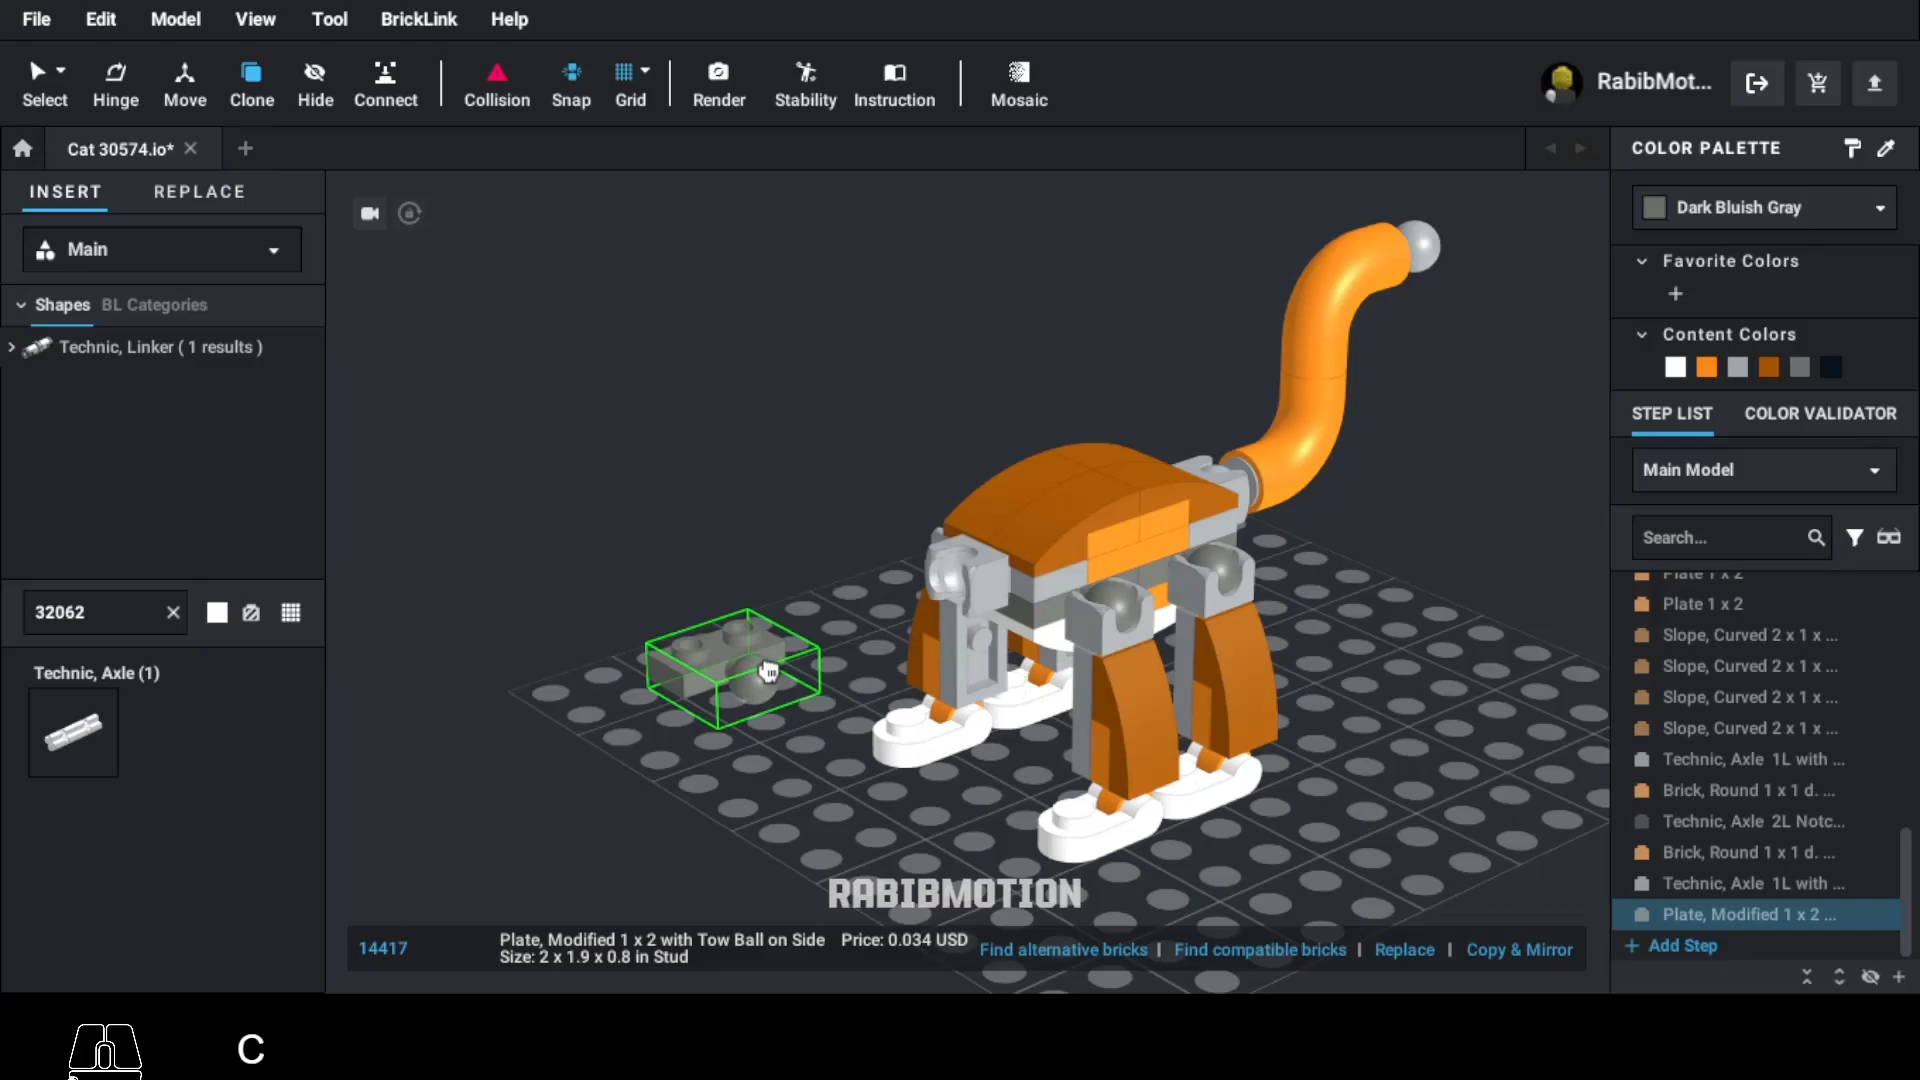 File Edit Model View Tool BrickLink Help
Select Hinge Move Clone Hide Connect Collision Snap Grid Render Stability Instruction Mosaic RabibMot...
Cat 30574.io*
INSERT REPLACE
Main
Shapes BL Categories
Technic, Linker ( 1 results )
32062
Technic, Axle (1)
COLOR PALETTE
Dark Bluish Gray
Favorite Colors
Content Colors
STEP LIST COLOR VALIDATOR
Main Model
Search...
Plate 1 x 2
Plate 1 x 2
Slope, Curved 2 x 1 x ...
Slope, Curved 2 x 1 x ...
Slope, Curved 2 x 1 x ...
Slope, Curved 2 x 1 x ...
Technic, Axle 1L with ...
Brick, Round 1 x 1 d. ...
Technic, Axle 2L Notc...
Brick, Round 1 x 1 d. ...
Technic, Axle 1L with ...
Plate, Modified 1 x 2 ...
+ Add Step
RABIBMOTION
14417
Plate, Modified 1 x 2 with Tow Ball on Side Price: 0.034 USD
Size: 2 x 1.9 x 0.8 in Stud
Find alternative bricks | Find compatible bricks | Replace | Copy & Mirror
C